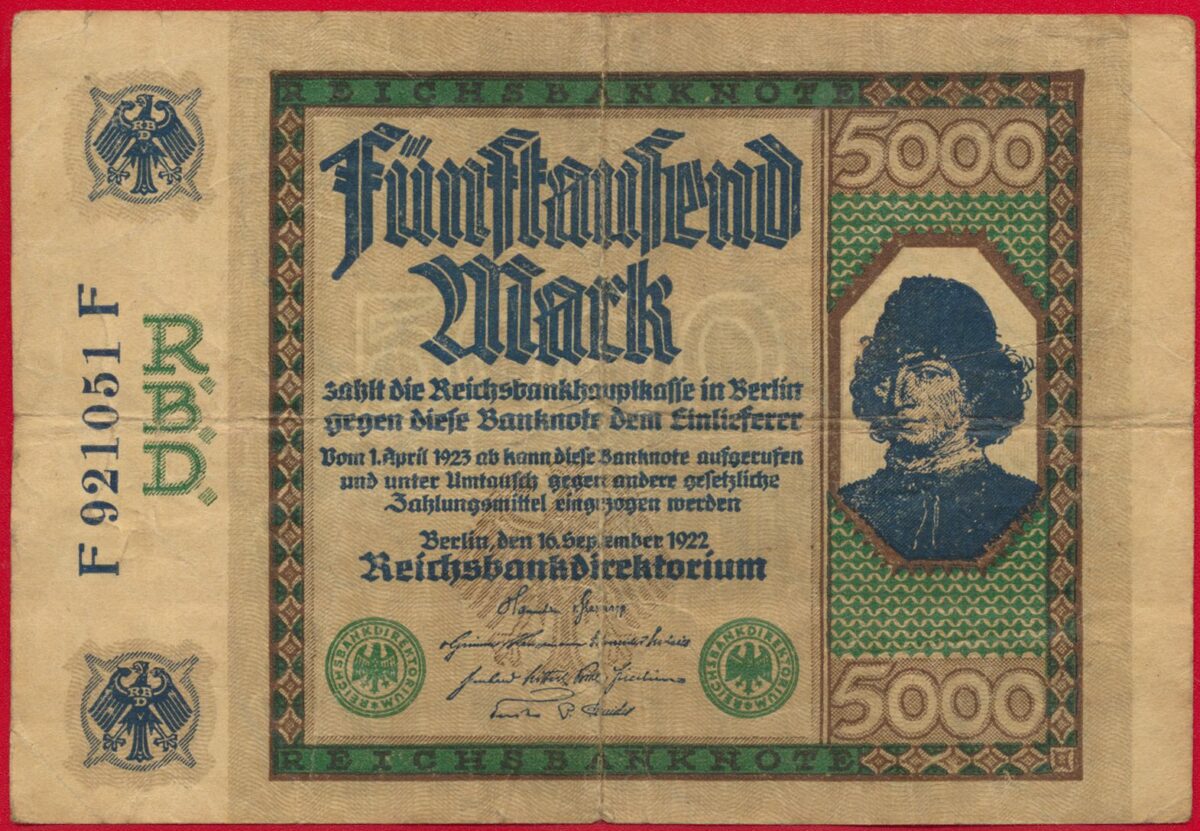 RBD
F 921051 F
R.B.D.
REICHSBANKNOTE
Fünftausend
Mark
zahlt die Reichsbankhauptkasse in Berlin
gegen diese Banknote dem Einlieferer
Vom 1. April 1923 ab kann diese Banknote aufgerufen
und unter Umtausch gegen andere gesetzliche
Zahlungsmittel eingezogen werden
Berlin, den 16. September 1922
Reichsbankdirektorium
REICHSBANKDIREKTORIUM
REICHSBANKDIREKTORIUM
REICHSBANKNOTE
5000
5000
RBD